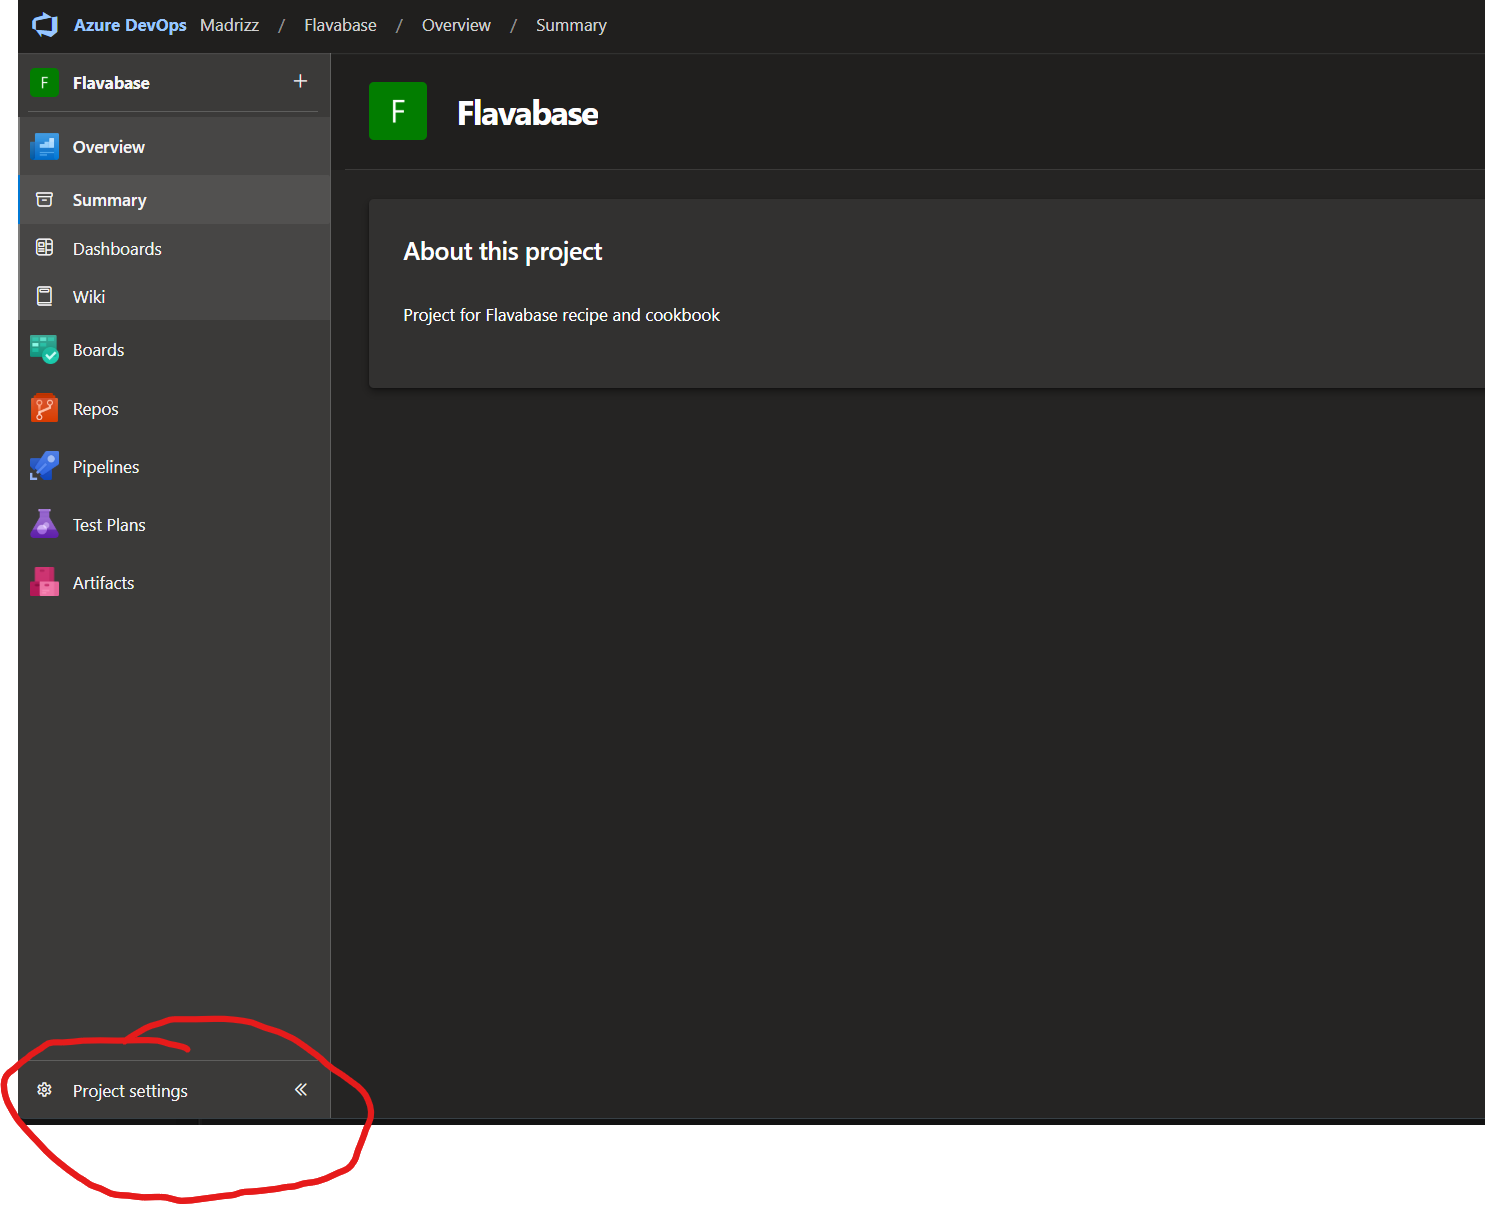 Azure DevOps Madrizz / Flavabase / Overview / Summary
F Flavabase +
F Flavabase
Overview
Summary
Dashboards
Wiki
Boards
Repos
Pipelines
Test Plans
Artifacts
About this project
Project for Flavabase recipe and cookbook
Project settings